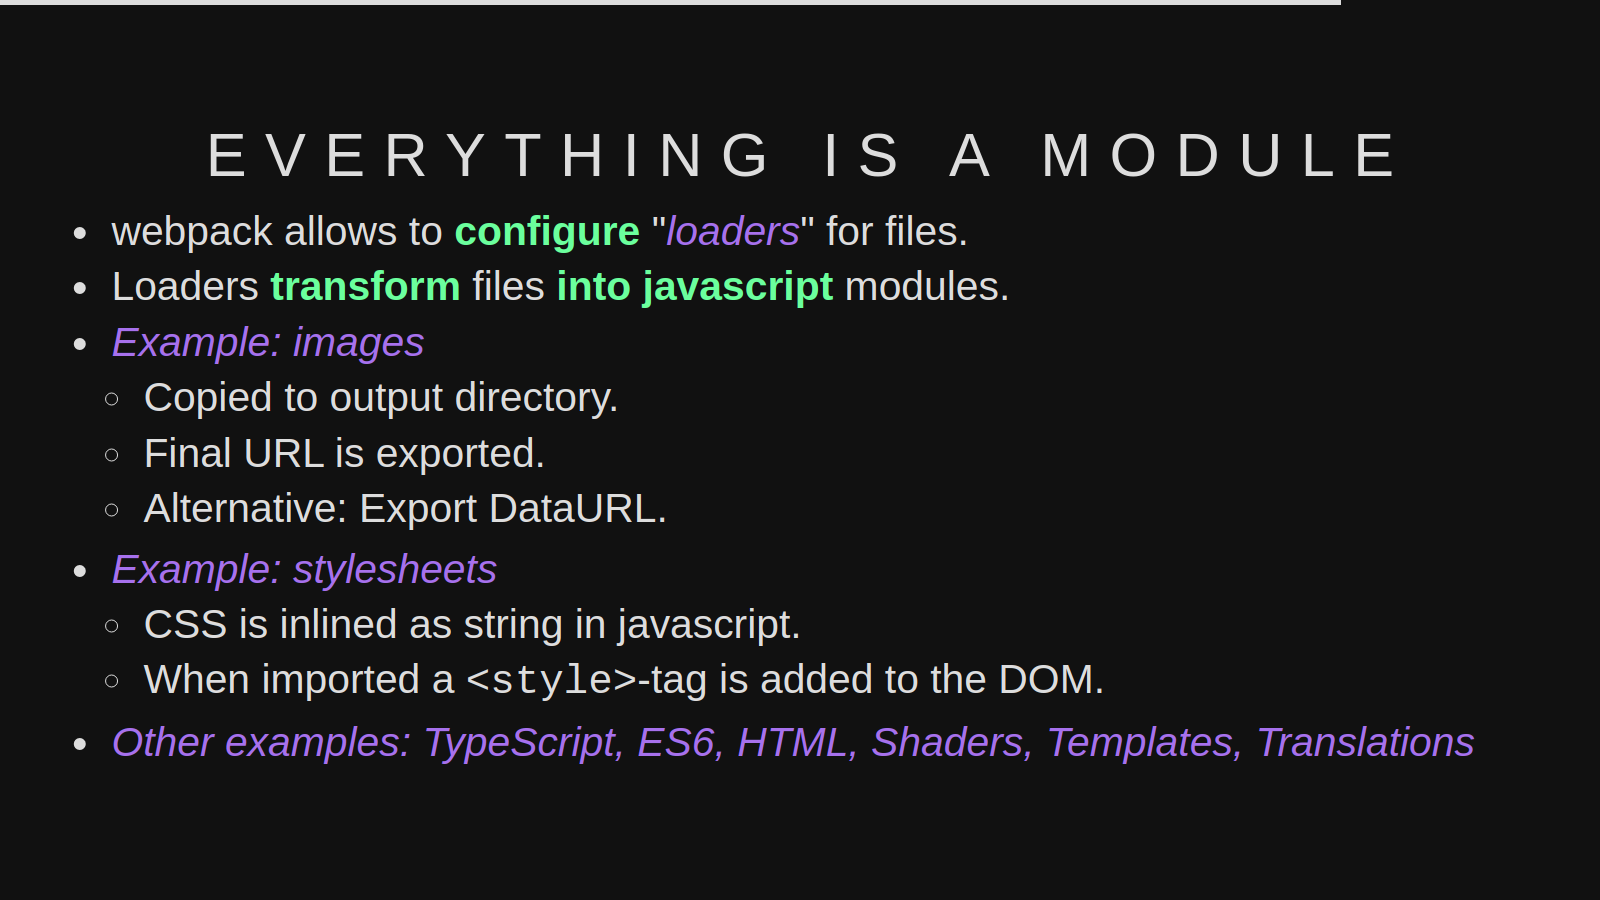 EVERYTHING IS A MODULE
webpack allows to configure "loaders" for files.
Loaders transform files into javascript modules.
Example: images
Copied to output directory.
Final URL is exported.
Alternative: Export DataURL.
Example: stylesheets
CSS is inlined as string in javascript.
When imported a <style>-tag is added to the DOM.
Other examples: TypeScript, ES6, HTML, Shaders, Templates, Translations